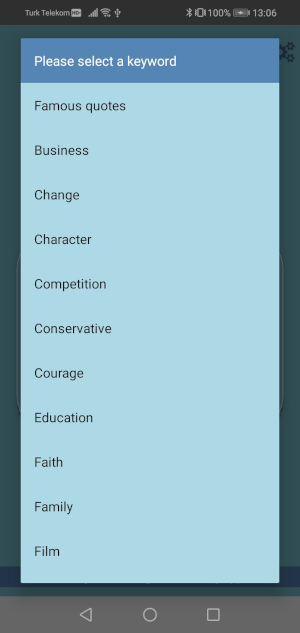 Turk Telekom HD 100% 13:06
Please select a keyword
Famous quotes
Business
Change
Character
Competition
Conservative
Courage
Education
Faith
Family
Film